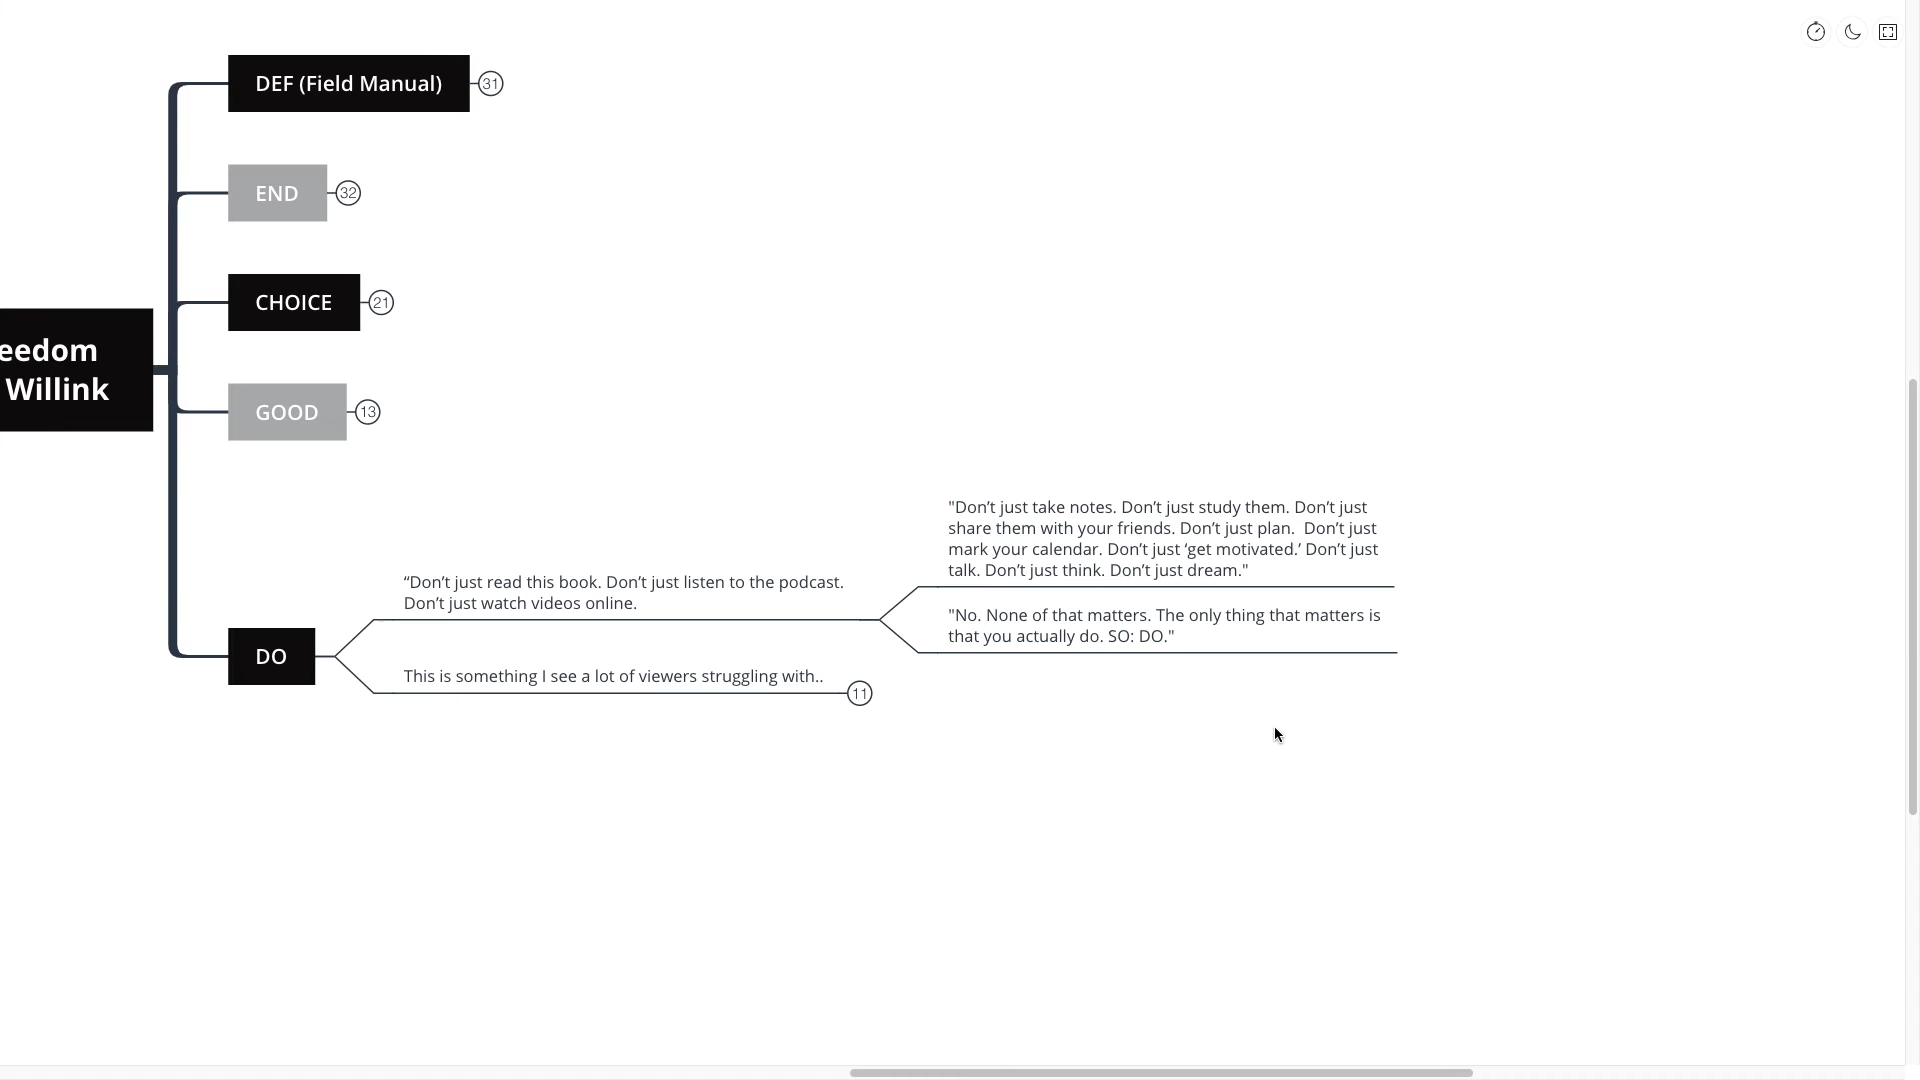 DEF (Field Manual)
31
END
32
CHOICE
21
eedom
Willink
GOOD
13
"Don’t just take notes. Don’t just study them. Don’t just
share them with your friends. Don’t just plan.  Don’t just
mark your calendar. Don’t just ‘get motivated.’ Don’t just
talk. Don’t just think. Don’t just dream."
“Don’t just read this book. Don’t just listen to the podcast.
Don’t just watch videos online.
"No. None of that matters. The only thing that matters is
that you actually do. SO: DO."
DO
This is something I see a lot of viewers struggling with..
11